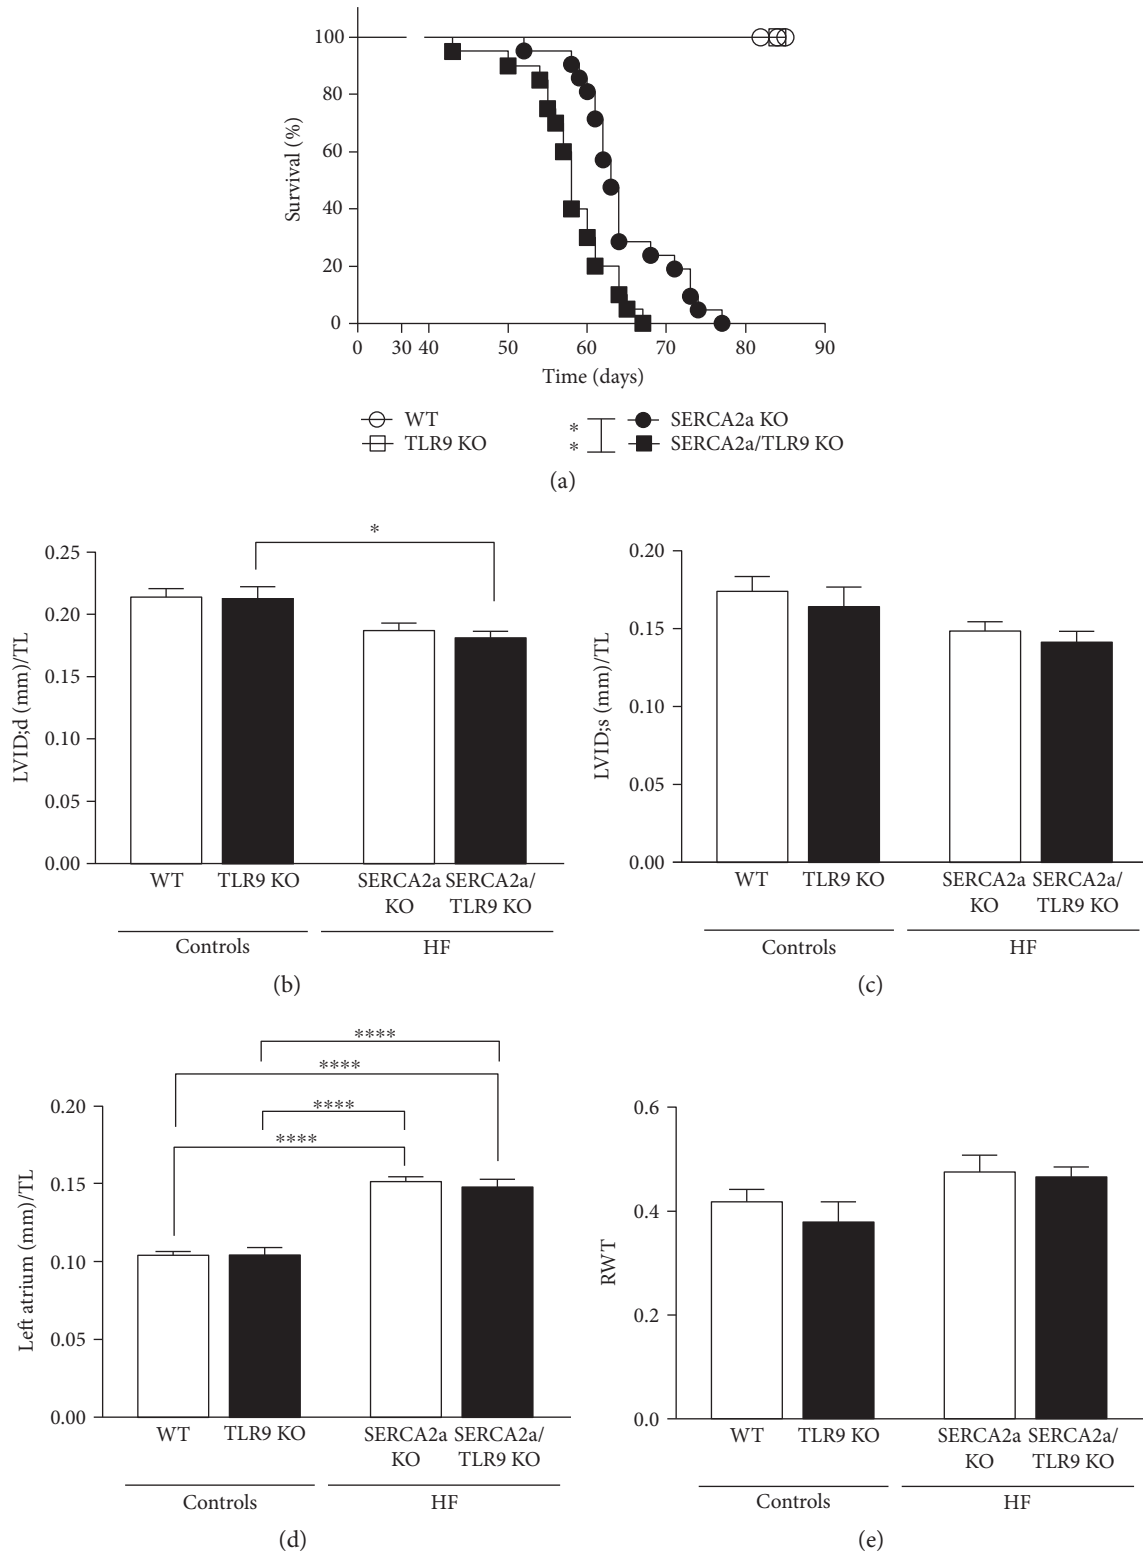 100
80
60
40
20
0
Survival (%)
0 30 40 50 60 70 80 90
Time (days)
WT
TLR9 KO
*
*
SERCA2a KO
SERCA2a/TLR9 KO
(a)
*
0.25
0.20
0.15
0.10
0.05
0.00
LVID;d (mm)/TL
WT TLR9 KO SERCA2a KO SERCA2a/TLR9 KO
Controls HF
(b)
0.20
0.15
0.10
0.05
0.00
LVID;s (mm)/TL
WT TLR9 KO SERCA2a KO SERCA2a/TLR9 KO
Controls HF
(c)
****
****
****
****
0.20
0.15
0.10
0.05
0.00
Left atrium (mm)/TL
WT TLR9 KO SERCA2a KO SERCA2a/TLR9 KO
Controls HF
(d)
0.6
0.4
0.2
0.0
RWT
WT TLR9 KO SERCA2a KO SERCA2a/TLR9 KO
Controls HF
(e)